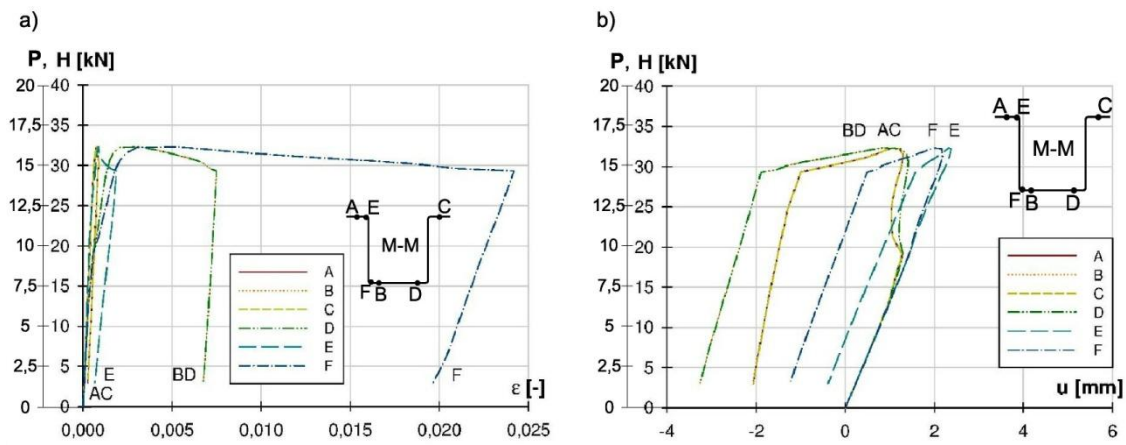 a)
P, H [kN]
20 40
17,5 35
15 30
12,5 25
10 20
7,5 15
5 10
2,5 5
0 0
0,000 0,005 0,010 0,015 0,020 0,025
ε [-]
A E C
M-M
F B D
A
B
C
D
E
F
E
AC
BD
F
b)
P, H [kN]
20 40
17,5 35
15 30
12,5 25
10 20
7,5 15
5 10
2,5 5
0 0
-4 -2 0 2 4 6
u [mm]
BD AC F E
A E C
M-M
F B D
A
B
C
D
E
F